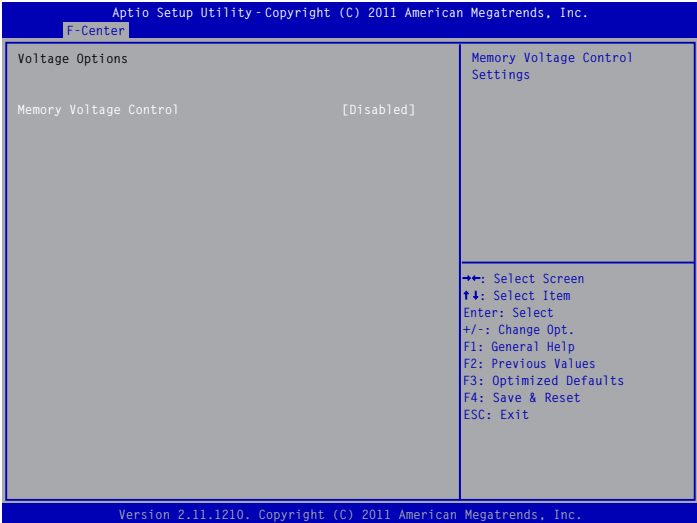 Aptio Setup Utility - Copyright (C) 2011 American Megatrends, Inc.
F-Center
Voltage Options
Memory Voltage Control [Disabled]
Memory Voltage Control
Settings
→←: Select Screen
↑↓: Select Item
Enter: Select
+/-: Change Opt.
F1: General Help
F2: Previous Values
F3: Optimized Defaults
F4: Save & Reset
ESC: Exit
Version 2.11.1210. Copyright (C) 2011 American Megatrends, Inc.